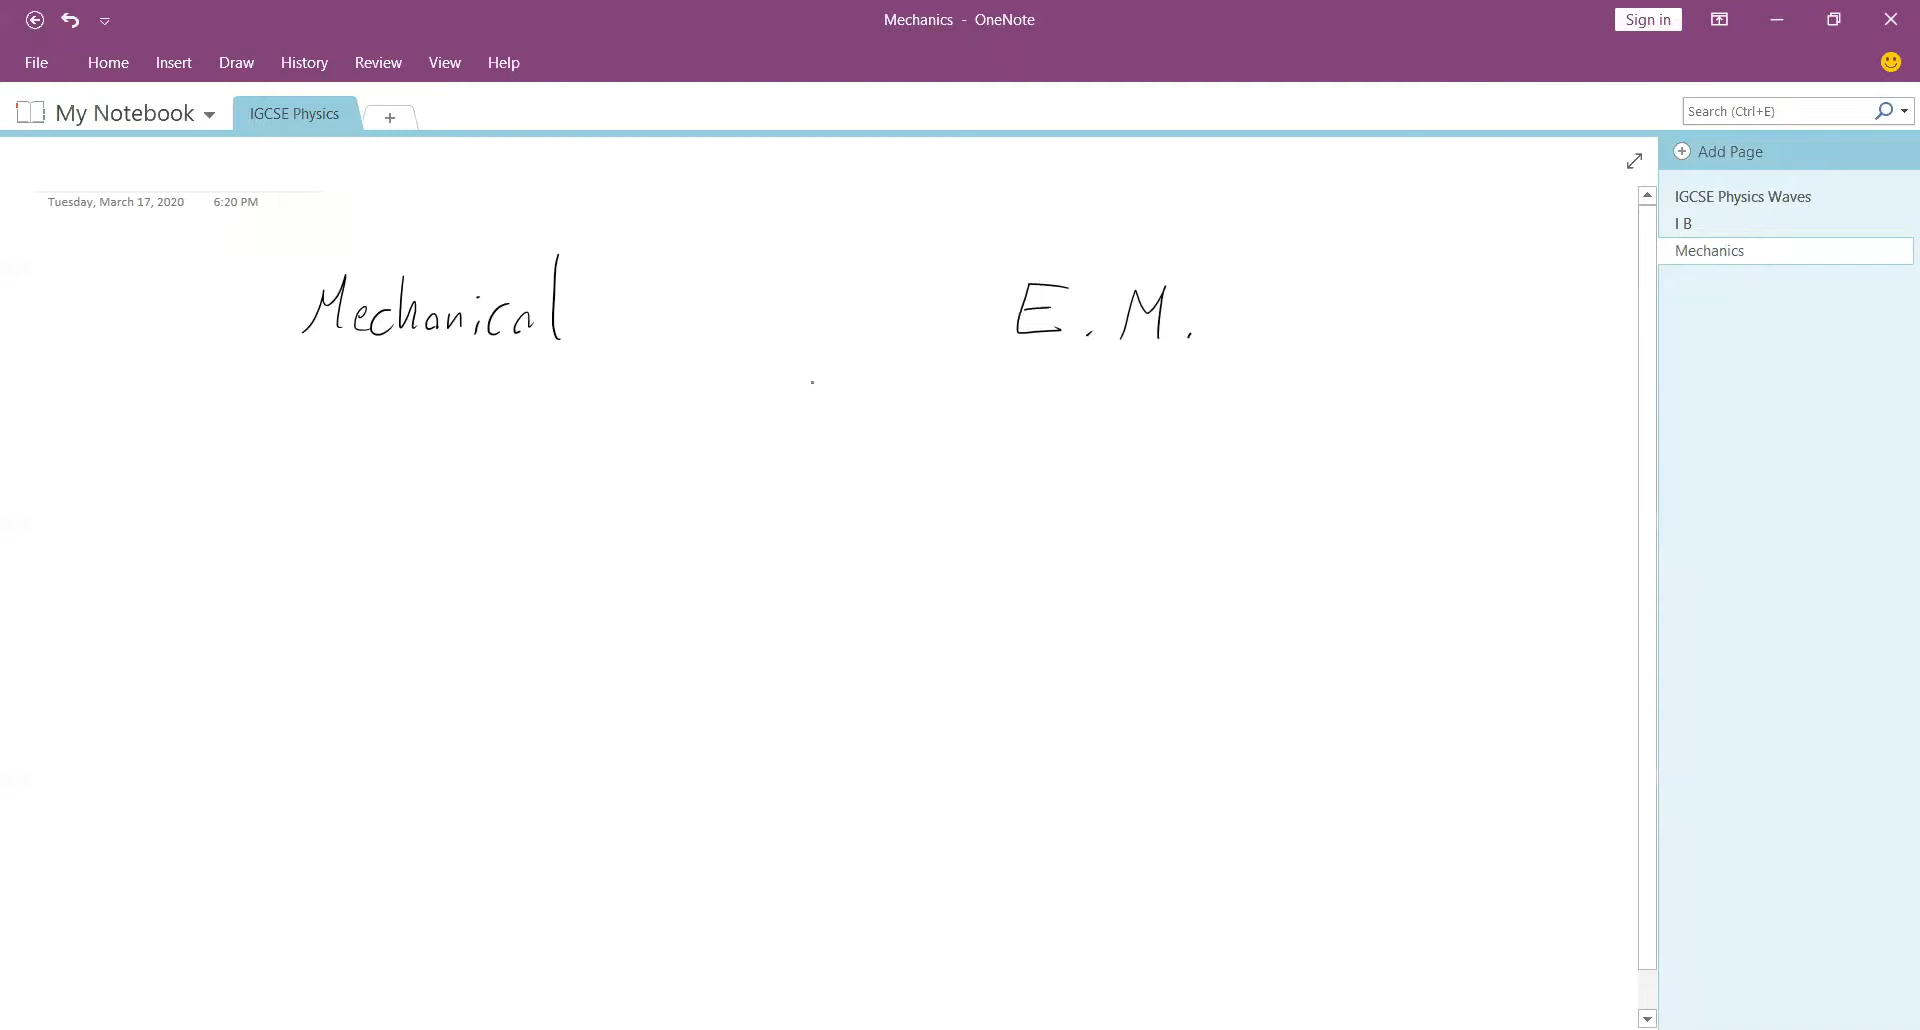 Mechanics - OneNote
Sign in
File Home Insert Draw History Review View Help
My Notebook
IGCSE Physics
Search (Ctrl+E)
Add Page
Tuesday, March 17, 2020 6:20 PM
IGCSE Physics Waves
I B
Mechanics
Mechanical E. M.